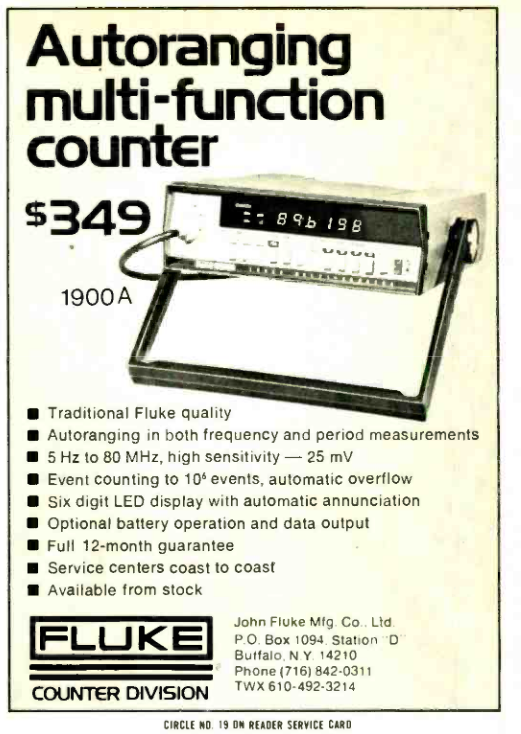 Autoranging
multi-function
counter
$349
896198
1900A
■ Traditional Fluke quality
■ Autoranging in both frequency and period measurements
■ 5 Hz to 80 MHz, high sensitivity — 25 mV
■ Event counting to 10⁶ events, automatic overflow
■ Six digit LED display with automatic annunciation
■ Optional battery operation and data output
■ Full 12-month guarantee
■ Service centers coast to coast
■ Available from stock
FLUKE
COUNTER DIVISION
John Fluke Mfg. Co., Ltd.
P.O. Box 1094, Station "D"
Buffalo, N.Y. 14210
Phone (716) 842-0311
TWX 610-492-3214
CIRCLE NO. 19 ON READER SERVICE CARD